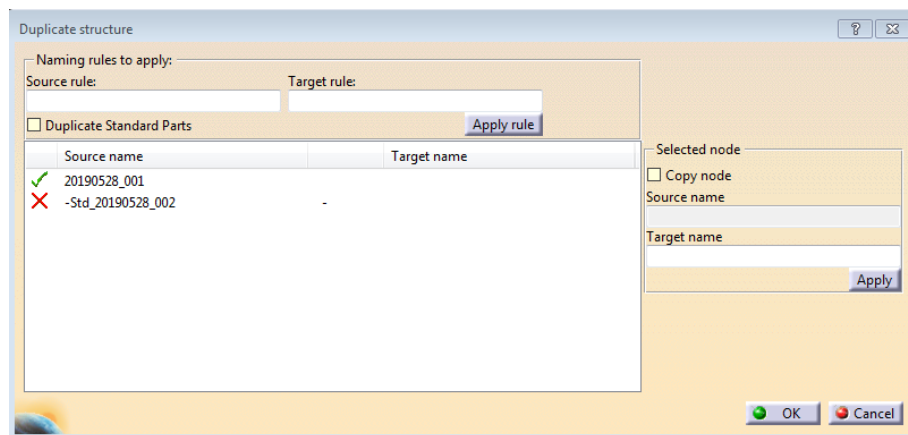 Duplicate structure
Naming rules to apply:
Source rule:
Target rule:
Duplicate Standard Parts
Apply rule
Source name
Target name
20190528_001
-Std_20190528_002
-
Selected node
Copy node
Source name
Target name
Apply
OK
Cancel